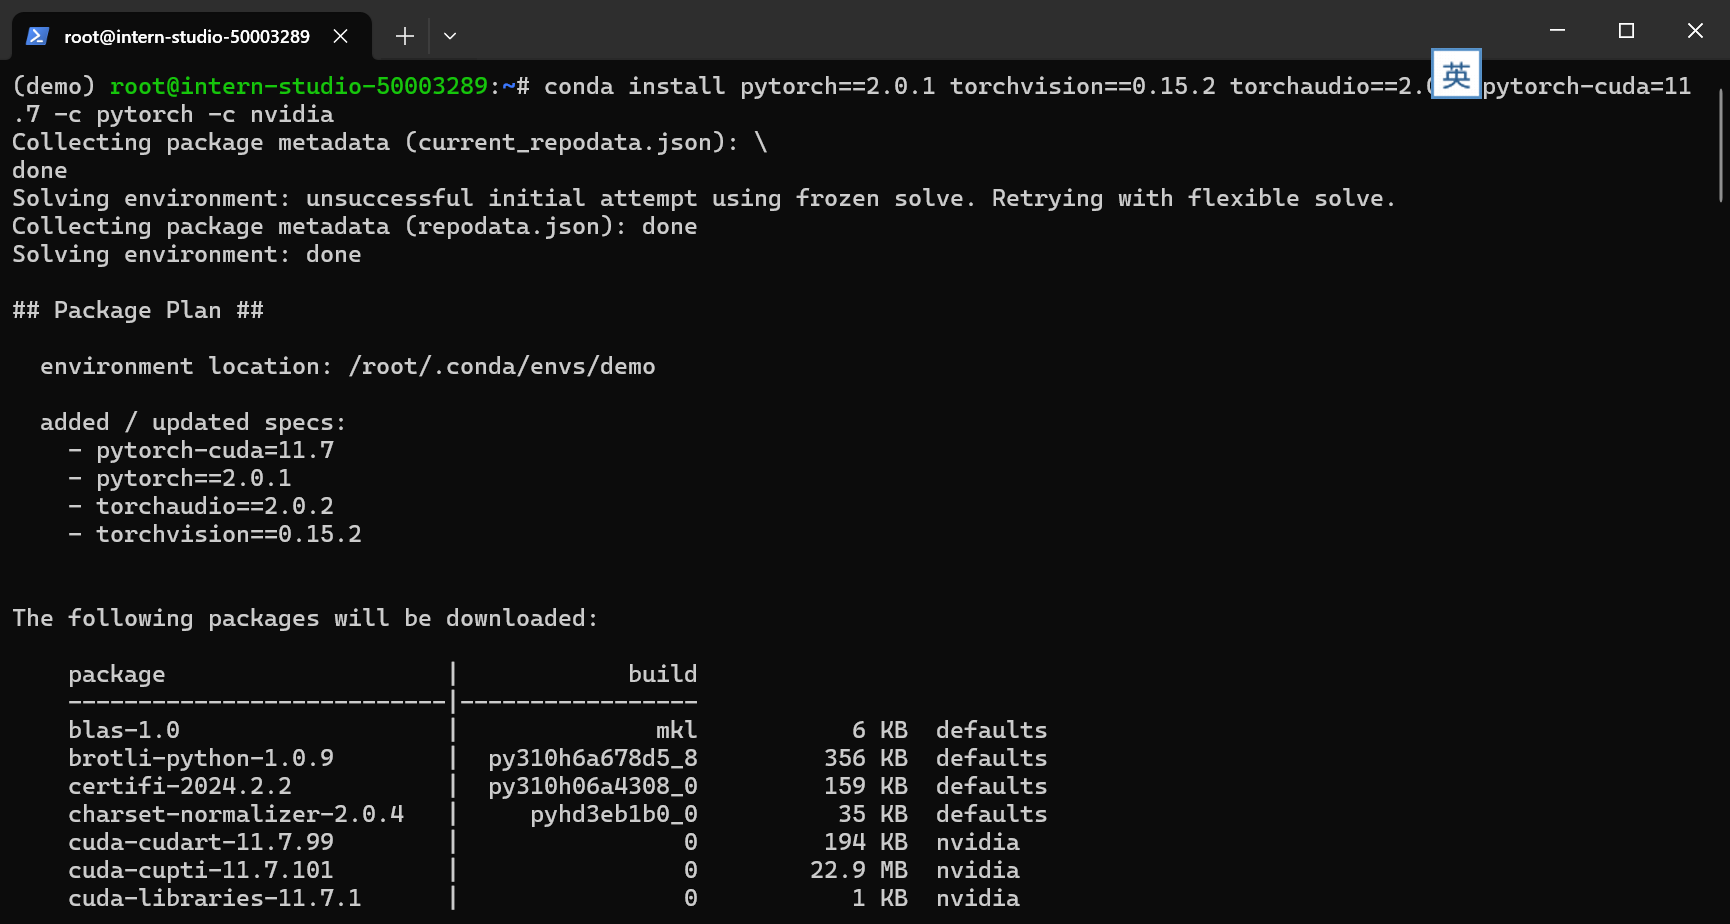 root@intern-studio-50003289
(demo) root@intern-studio-50003289:~# conda install pytorch==2.0.1 torchvision==0.15.2 torchaudio==2.0 英 pytorch-cuda=11
.7 -c pytorch -c nvidia
Collecting package metadata (current_repodata.json): \
done
Solving environment: unsuccessful initial attempt using frozen solve. Retrying with flexible solve.
Collecting package metadata (repodata.json): done
Solving environment: done
## Package Plan ##
environment location: /root/.conda/envs/demo
added / updated specs:
- pytorch-cuda=11.7
- pytorch==2.0.1
- torchaudio==2.0.2
- torchvision==0.15.2
The following packages will be downloaded:
package | build
---------------------------|-----------------
blas-1.0 | mkl 6 KB defaults
brotli-python-1.0.9 | py310h6a678d5_8 356 KB defaults
certifi-2024.2.2 | py310h06a4308_0 159 KB defaults
charset-normalizer-2.0.4 | pyhd3eb1b0_0 35 KB defaults
cuda-cudart-11.7.99 | 0 194 KB nvidia
cuda-cupti-11.7.101 | 0 22.9 MB nvidia
cuda-libraries-11.7.1 | 0 1 KB nvidia